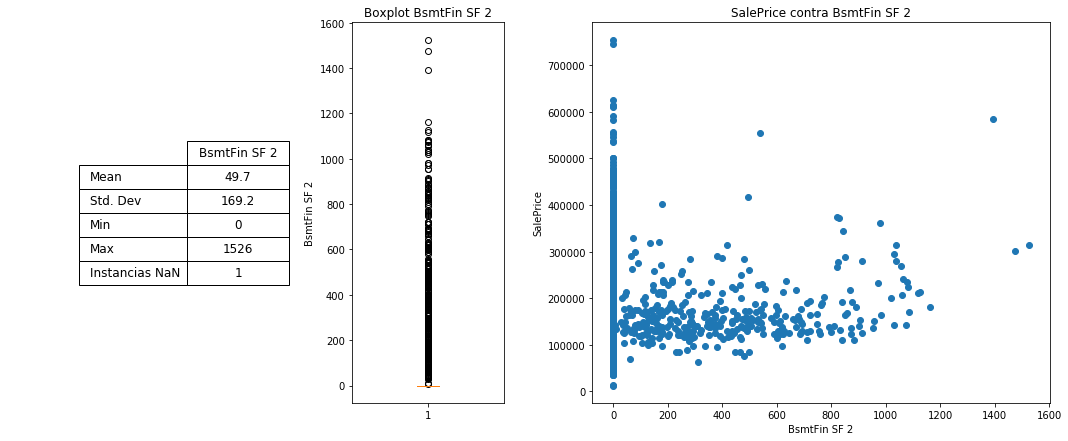 BsmtFin SF 2
Mean 49.7
Std. Dev 169.2
Min 0
Max 1526
Instancias NaN 1
Boxplot BsmtFin SF 2
BsmtFin SF 2
1600
1400
1200
1000
800
600
400
200
0
1
SalePrice contra BsmtFin SF 2
SalePrice
700000
600000
500000
400000
300000
200000
100000
0
0 200 400 600 800 1000 1200 1400 1600
BsmtFin SF 2